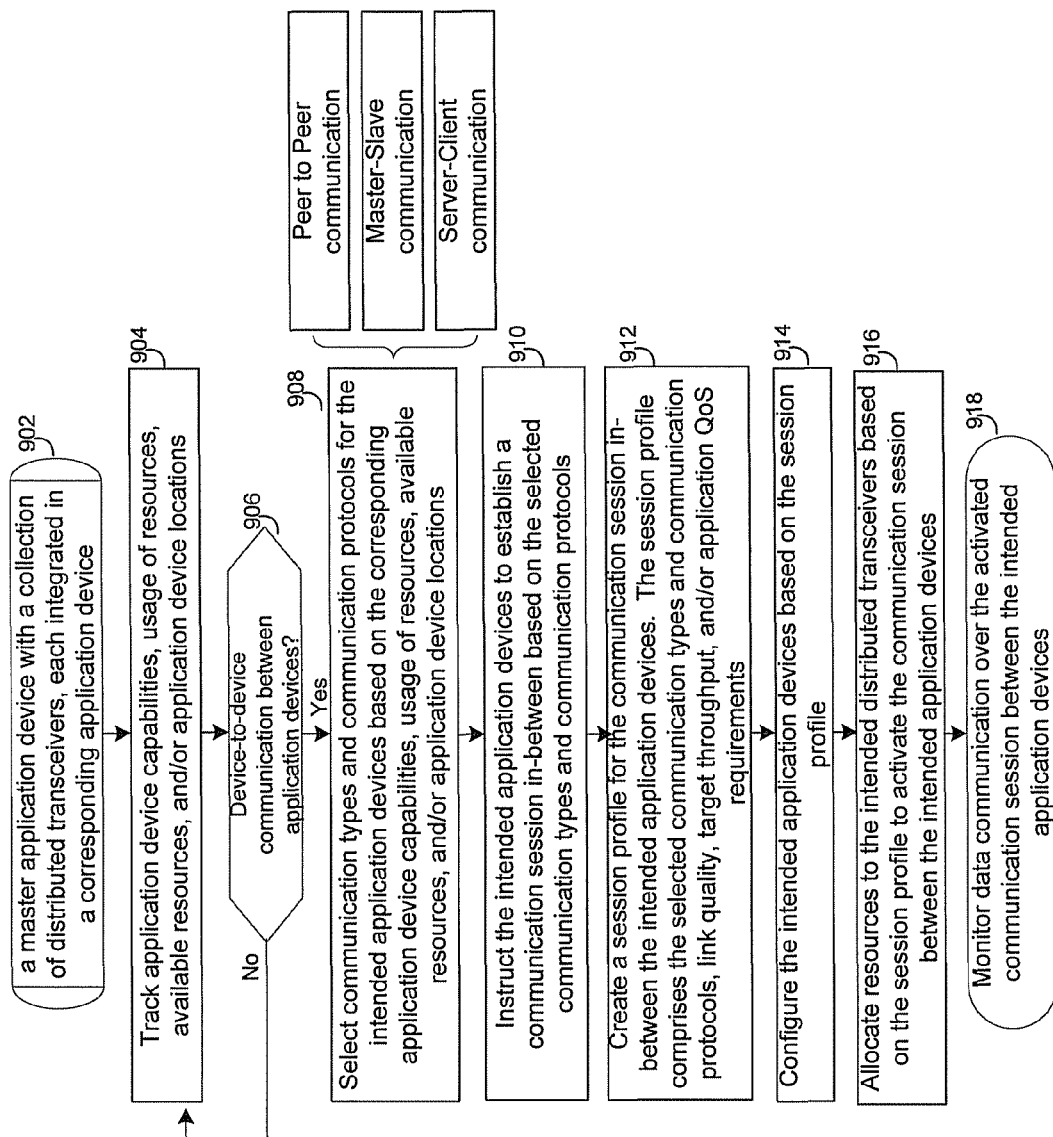 902
a master application device with a collection
of distributed transceivers, each integrated in
a corresponding application device
904
Track application device capabilities, usage of resources,
available resources, and/or application device locations
906
Device-to-device
communication between
application devices?
No
Yes
908
Select communication types and communication protocols for the
intended application devices based on the corresponding
application device capabilities, usage of resources, available
resources, and/or application device locations
Peer to Peer
communication
Master-Slave
communication
Server-Client
communication
910
Instruct the intended application devices to establish a
communication session in-between based on the selected
communication types and communication protocols
912
Create a session profile for the communication session in-
between the intended application devices. The session profile
comprises the selected communication types and communication
protocols, link quality, target throughput, and/or application QoS
requirements
914
Configure the intended application devices based on the session
profile
916
Allocate resources to the intended distributed transceivers based
on the session profile to activate the communication session
between the intended application devices
918
Monitor data communication over the activated
communication session between the intended
application devices